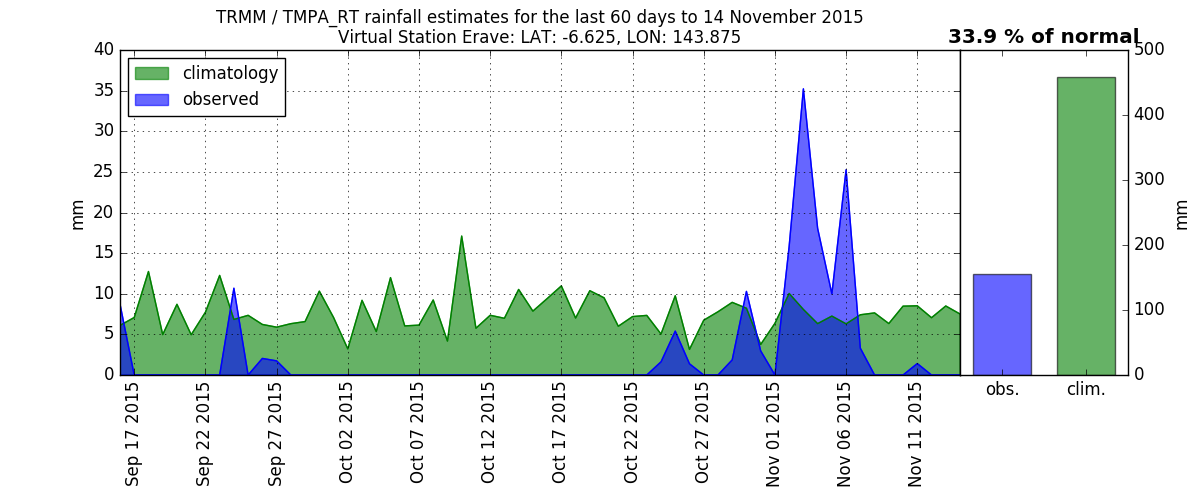 TRMM / TMPA_RT rainfall estimates for the last 60 days to 14 November 2015
Virtual Station Erave: LAT: -6.625, LON: 143.875
33.9 % of normal
climatology
observed
mm
40
35
30
25
20
15
10
5
0
Sep 17 2015
Sep 22 2015
Sep 27 2015
Oct 02 2015
Oct 07 2015
Oct 12 2015
Oct 17 2015
Oct 22 2015
Oct 27 2015
Nov 01 2015
Nov 06 2015
Nov 11 2015
500
400
300
200
100
0
mm
obs.
clim.